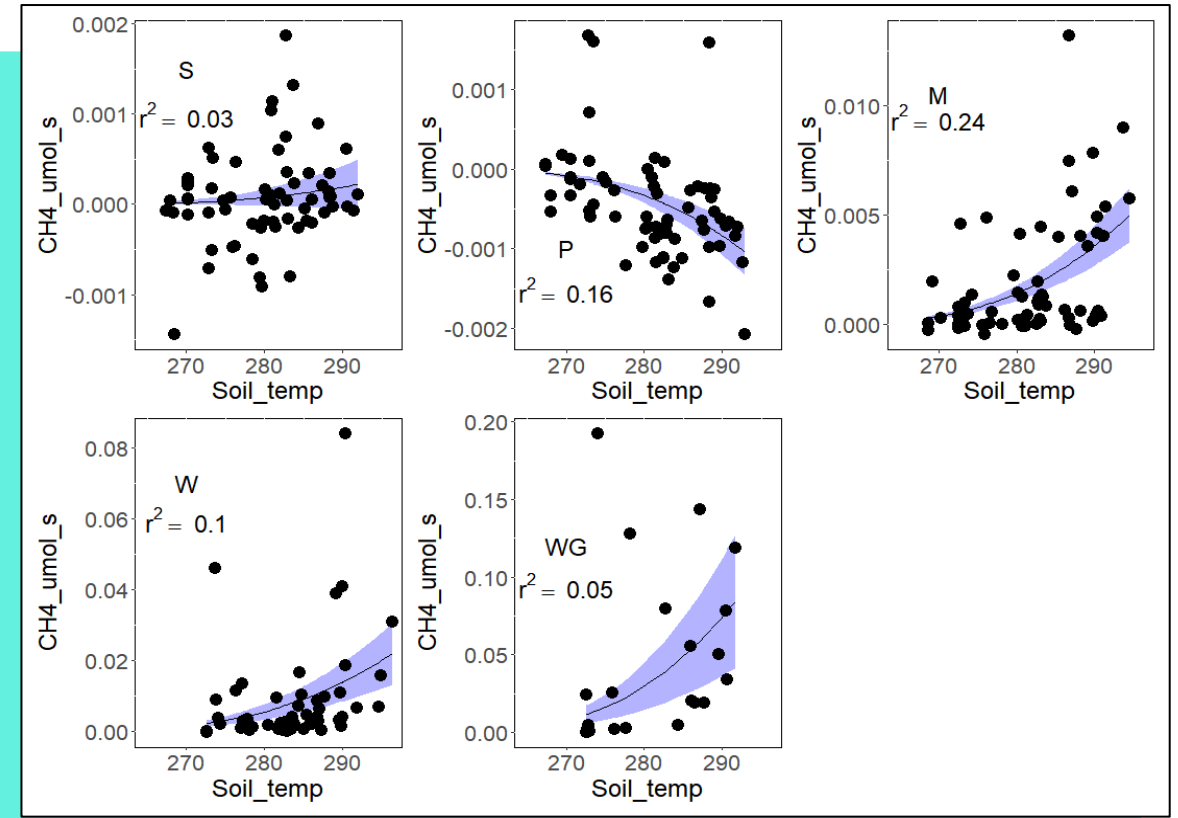 0.002
0.001
0.000
-0.001
CH4_umol_s
S
r2 = 0.03
270 280 290
Soil_temp
0.001
0.000
-0.001
-0.002
CH4_umol_s
P
r2 = 0.16
270 280 290
Soil_temp
0.010
0.005
0.000
CH4_umol_s
M
r2 = 0.24
270 280 290
Soil_temp
0.08
0.06
0.04
0.02
0.00
CH4_umol_s
W
r2 = 0.1
270 280 290
Soil_temp
0.20
0.15
0.10
0.05
0.00
CH4_umol_s
WG
r2 = 0.05
270 280 290
Soil_temp